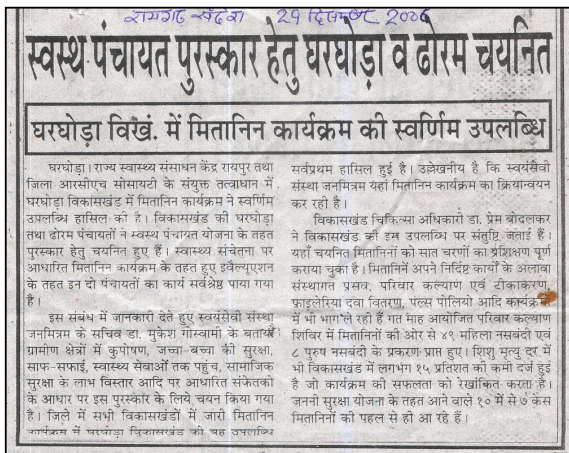 रायगढ़ संदेश 29 दिसम्बर 2006
स्वस्थ पंचायत पुरस्कार हेतु घरघोड़ा व ढोरम चयनित
घरघोड़ा विखं. में मितानिन कार्यक्रम की स्वर्णिम उपलब्धि
घरघोड़ा। राज्य स्वास्थ्य संसाधन केंद्र रायपुर तथा
जिला आरसीएच सोसायटी के संयुक्त तत्वाधान में
घरघोड़ा विकासखंड में मितानिन कार्यक्रम ने स्वर्णिम
उपलब्धि हासिल की है। विकासखंड की घरघोड़ा
तथा ढोरम पंचायतों ने स्वस्थ पंचायत योजना के तहत
पुरस्कार हेतु चयनित हुए हैं। स्वास्थ्य संचेतना पर
आधारित मितानिन कार्यक्रम के तहत हुए इवैल्यूएशन
के तहत इन दो पंचायतों का कार्य सर्वश्रेष्ठ पाया गया
है।
इस संबंध में जानकारी देते हुए स्वयंसेवी संस्था
जनमित्रम के सचिव डा. मुकेश गोस्वामी के बताया
ग्रामीण क्षेत्रों में कुपोषण, जच्चा-बच्चा की सुरक्षा,
साफ-सफाई, स्वास्थ्य सेवाओं तक पहुंच, सामाजिक
सुरक्षा के लाभ विस्तार आदि पर आधारित संकेतकों
के आधार पर इस पुरस्कार के लिये चयन किया गया
है। जिले में सभी विकासखंडों में जारी मितानिन
कार्यक्रम में घरघोड़ा विकासखंड को यह उपलब्धि
सर्वप्रथम हासिल हुई है। उल्लेखनीय है कि स्वयंसेवी
संस्था जनमित्रम यहां मितानिन कार्यक्रम का क्रियान्वयन
कर रही है।
विकासखंड चिकित्सा अधिकारी डा. प्रेम बोदलकर
ने विकासखंड की इस उपलब्धि पर संतुष्टि जताई हैं।
यहां चयनित मितानिनों को सात चरणों का प्रशिक्षण पूर्ण
कराया चुका है। मितानिनें अपने निर्दिष्ट कार्यों के अलावा
संस्थागत प्रसव, परिवार कल्याण एवं टीकाकरण,
फाइलेरिया दवा वितरण, पल्स पोलियो आदि कार्यक्रम
में भी भाग ले रही हैं गत माह आयोजित परिवार कल्याण
शिविर में मितानिनों की ओर से ४९ महिला नसबंदी एवं
८ पुरुष नसबंदी के प्रकरण प्राप्त हुए। शिशु मृत्यु दर में
भी विकासखंड में लगभग १५ प्रतिशत की कमी दर्ज हुई
है जो कार्यक्रम की सफलता को रेखांकित करता है।
जननी सुरक्षा योजना के तहत आने वाले १० में से ७ केस
मितानिनों की पहल से ही आ रहे हैं।